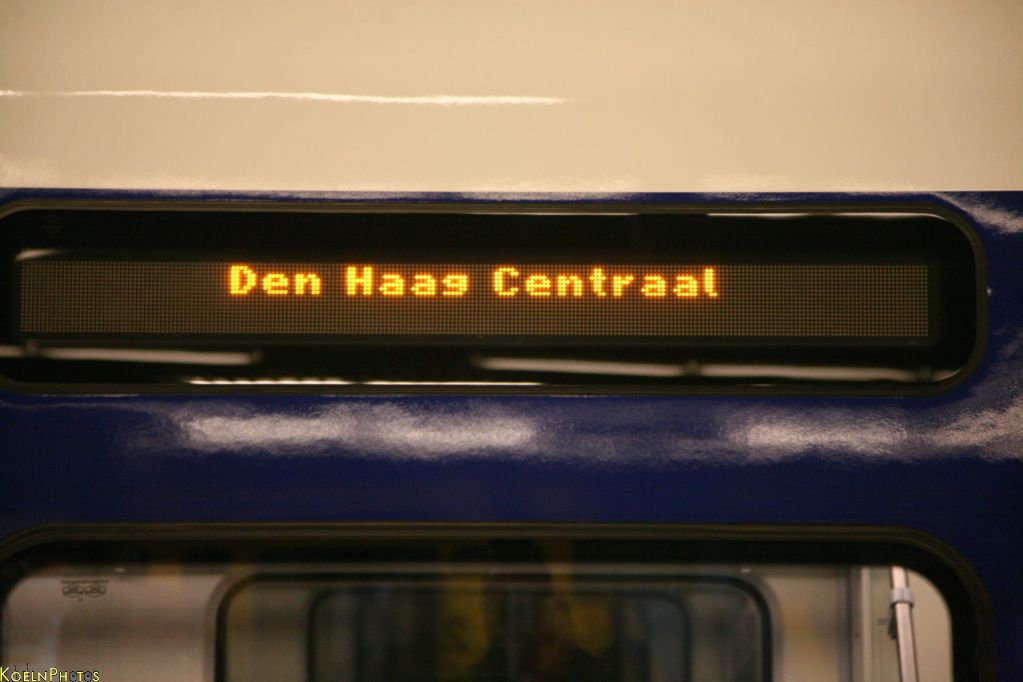 Den Haag Centraal
KoelnPhotos